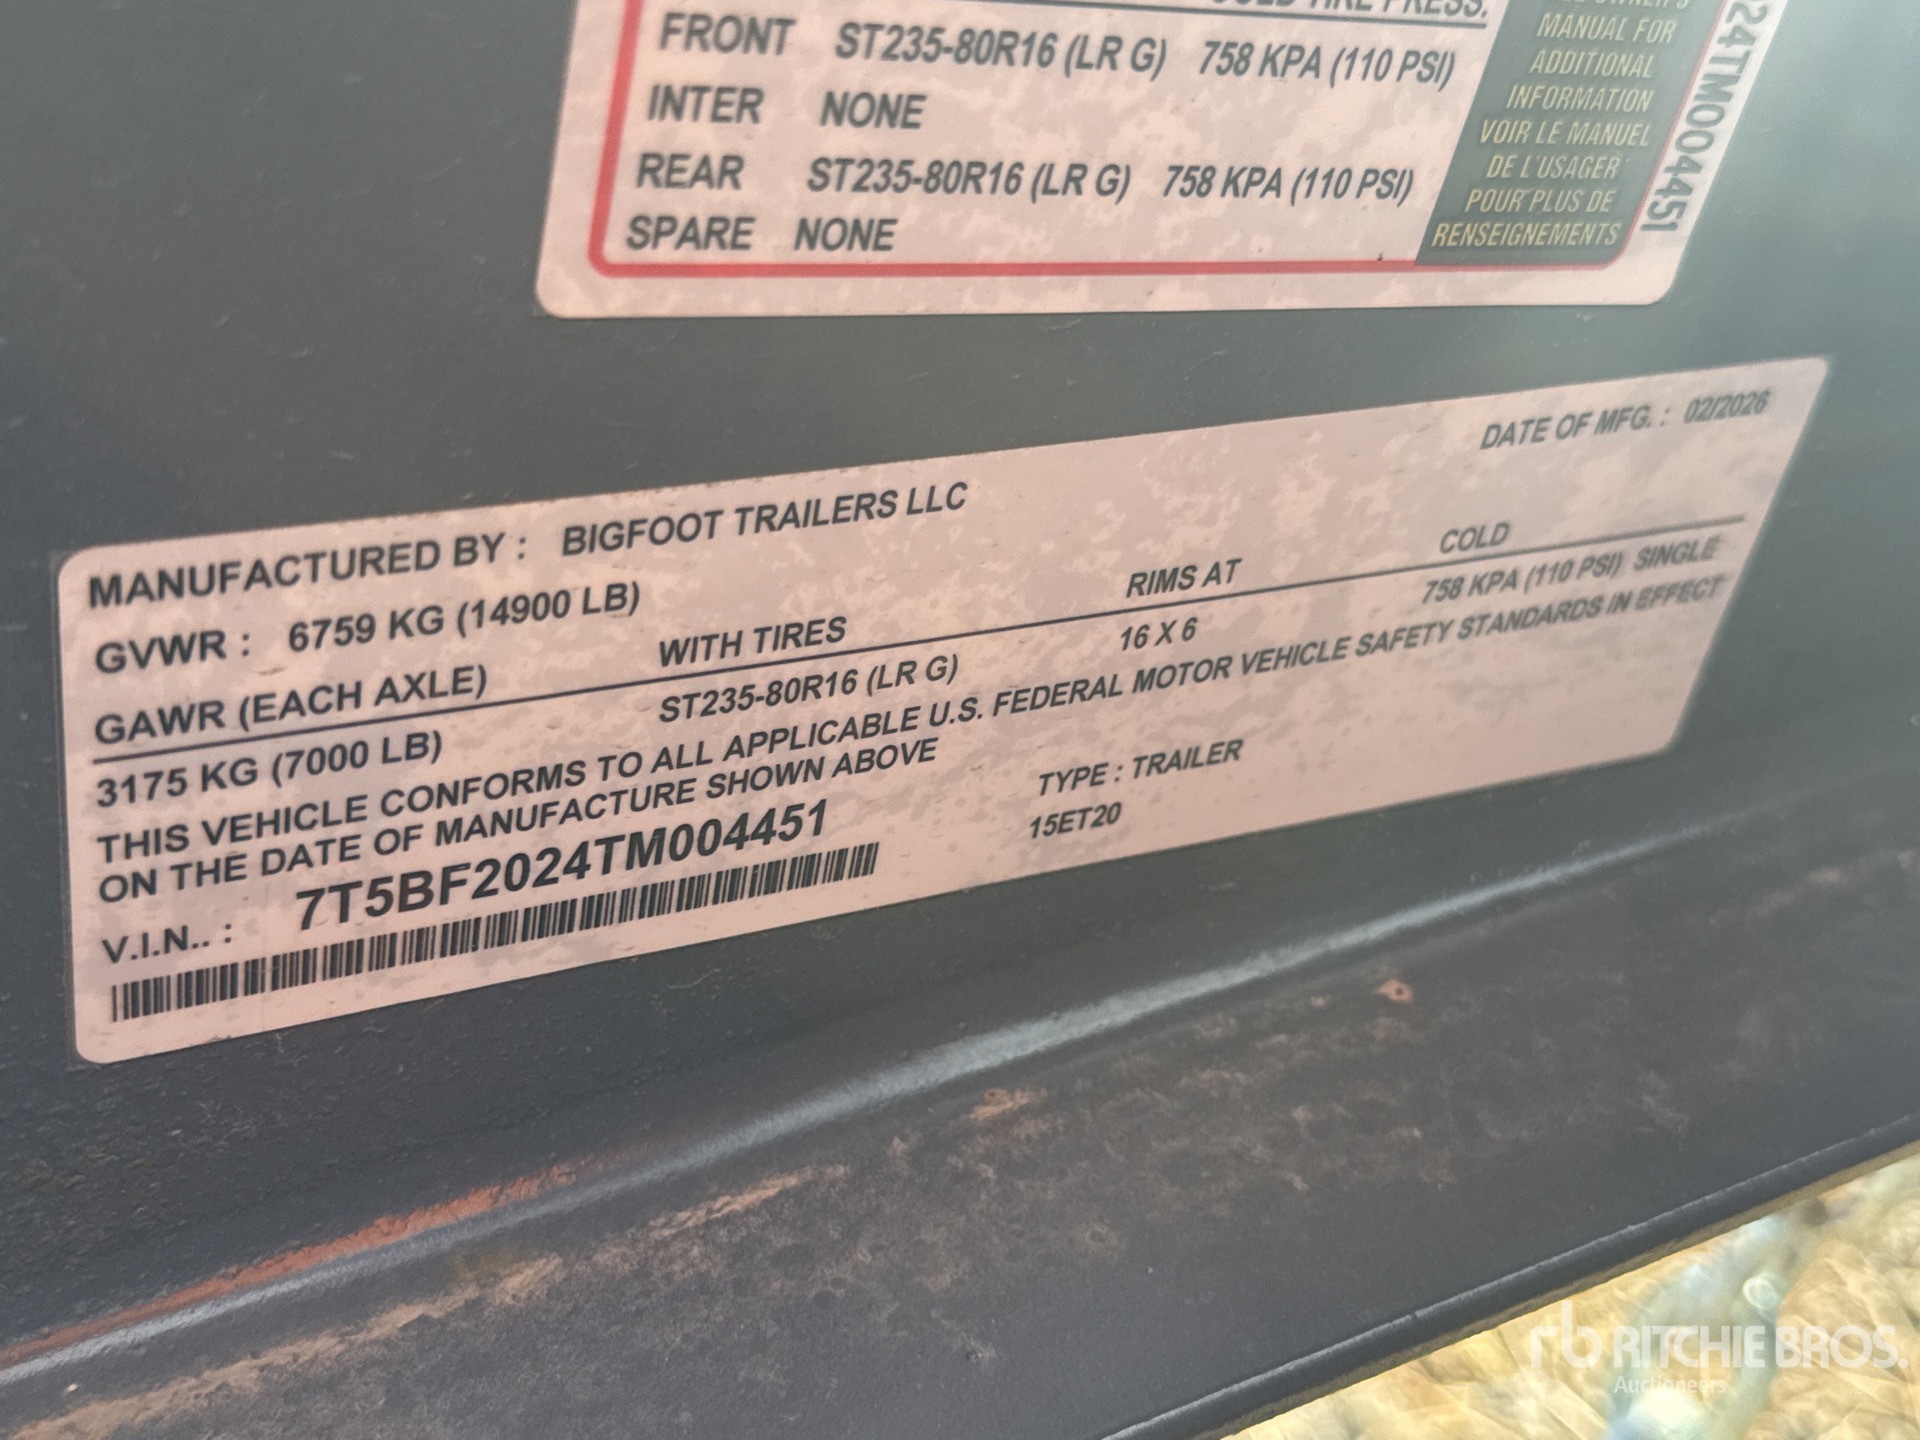 COLD TIRE PRESS.
FRONT ST235-80R16 (LR G) 758 KPA (110 PSI)
INTER NONE
REAR ST235-80R16 (LR G) 758 KPA (110 PSI)
SPARE NONE
MANUAL FOR
ADDITIONAL
INFORMATION
VOIR LE MANUEL
DE L'USAGER
POUR PLUS DE
RENSEIGNEMENTS
24TM004451
MANUFACTURED BY : BIGFOOT TRAILERS LLC
DATE OF MFG. : 02/2026
GVWR : 6759 KG (14900 LB)
GAWR (EACH AXLE) WITH TIRES RIMS AT COLD
3175 KG (7000 LB) ST235-80R16 (LR G) 16 X 6 758 KPA (110 PSI) SINGLE
THIS VEHICLE CONFORMS TO ALL APPLICABLE U.S. FEDERAL MOTOR VEHICLE SAFETY STANDARDS IN EFFECT
ON THE DATE OF MANUFACTURE SHOWN ABOVE
V.I.N.. : 7T5BF2024TM004451
TYPE : TRAILER
15ET20
rb RITCHIE BROS.
Auctioneers